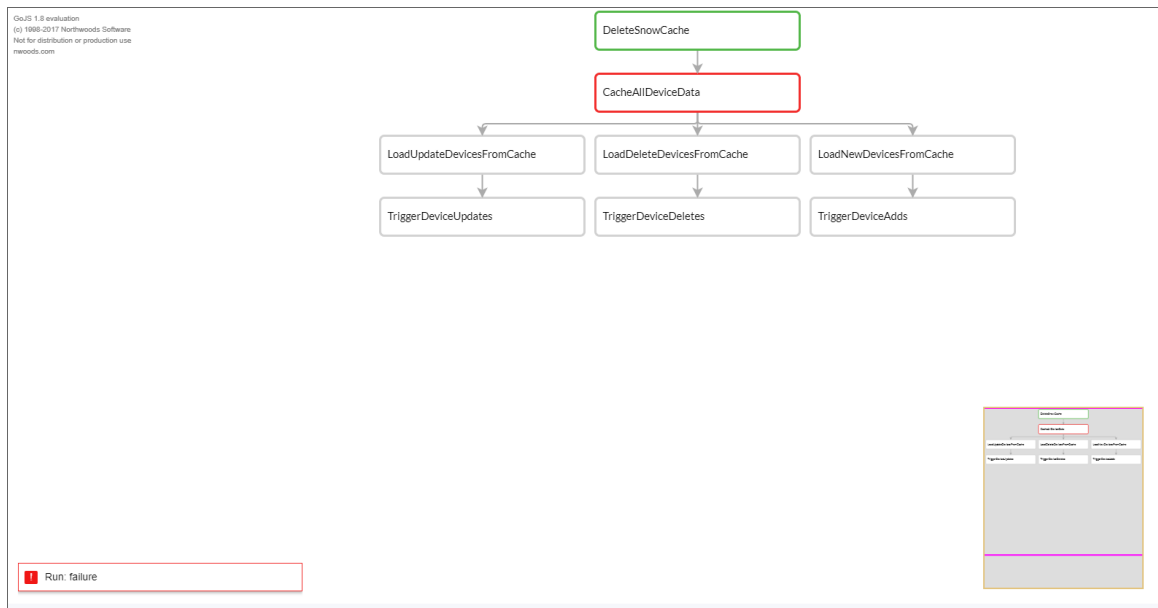 GoJS 1.8 evaluation
(c) 1998-2017 Northwoods Software
Not for distribution or production use
nwoods.com
DeleteSnowCache
CacheAllDeviceData
LoadUpdateDevicesFromCache
LoadDeleteDevicesFromCache
LoadNewDevicesFromCache
TriggerDeviceUpdates
TriggerDeviceDeletes
TriggerDeviceAdds
! Run: failure